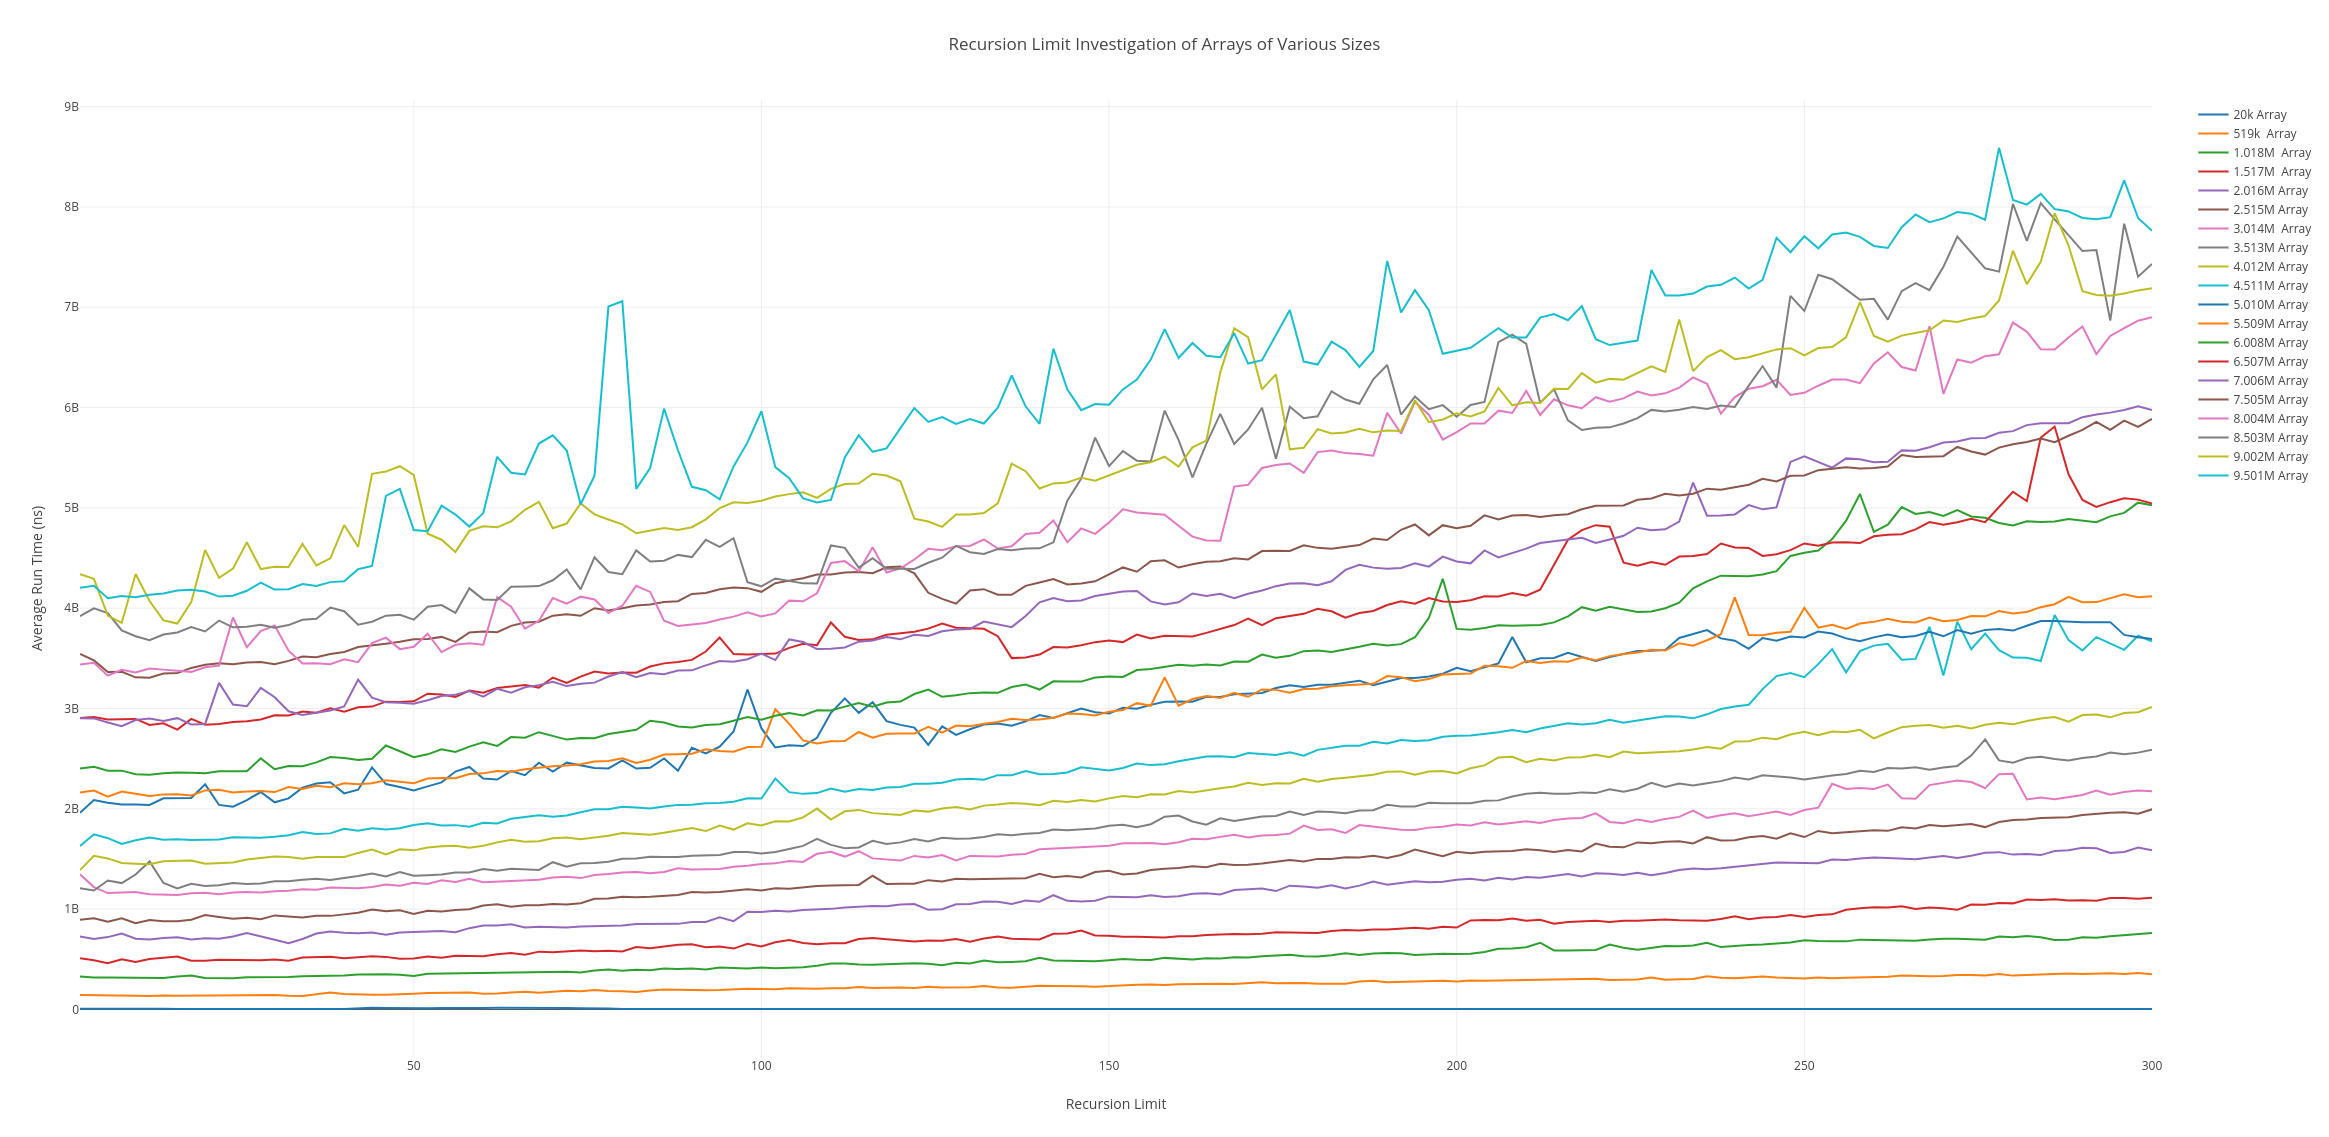 Recursion Limit Investigation of Arrays of Various Sizes
9B
8B
7B
6B
5B
4B
3B
2B
1B
0
Average Run Time (ns)
50
100
150
200
250
300
Recursion Limit
20k Array
519k  Array
1.018M  Array
1.517M  Array
2.016M Array
2.515M Array
3.014M  Array
3.513M Array
4.012M Array
4.511M Array
5.010M Array
5.509M Array
6.008M Array
6.507M Array
7.006M Array
7.505M Array
8.004M Array
8.503M Array
9.002M Array
9.501M Array